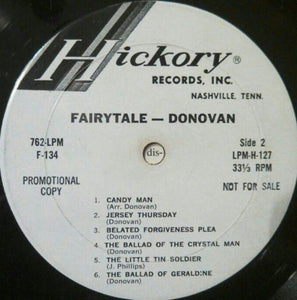 Hickory®
RECORDS, INC.
NASHVILLE, TENN.
FAIRYTALE — DONOVAN
762-LPM
F-134
dis-
Side 2
LPM-H-127
33⅓ RPM
PROMOTIONAL
COPY
NOT FOR SALE
1. CANDY MAN
(Arr. Donovan)
2. JERSEY THURSDAY
(Donovan)
3. BELATED FORGIVENESS PLEA
(Donovan)
4. THE BALLAD OF THE CRYSTAL MAN
(Donovan)
5. THE LITTLE TIN SOLDIER
(J. Phillips)
6. THE BALLAD OF GERALDINE
(Donovan)